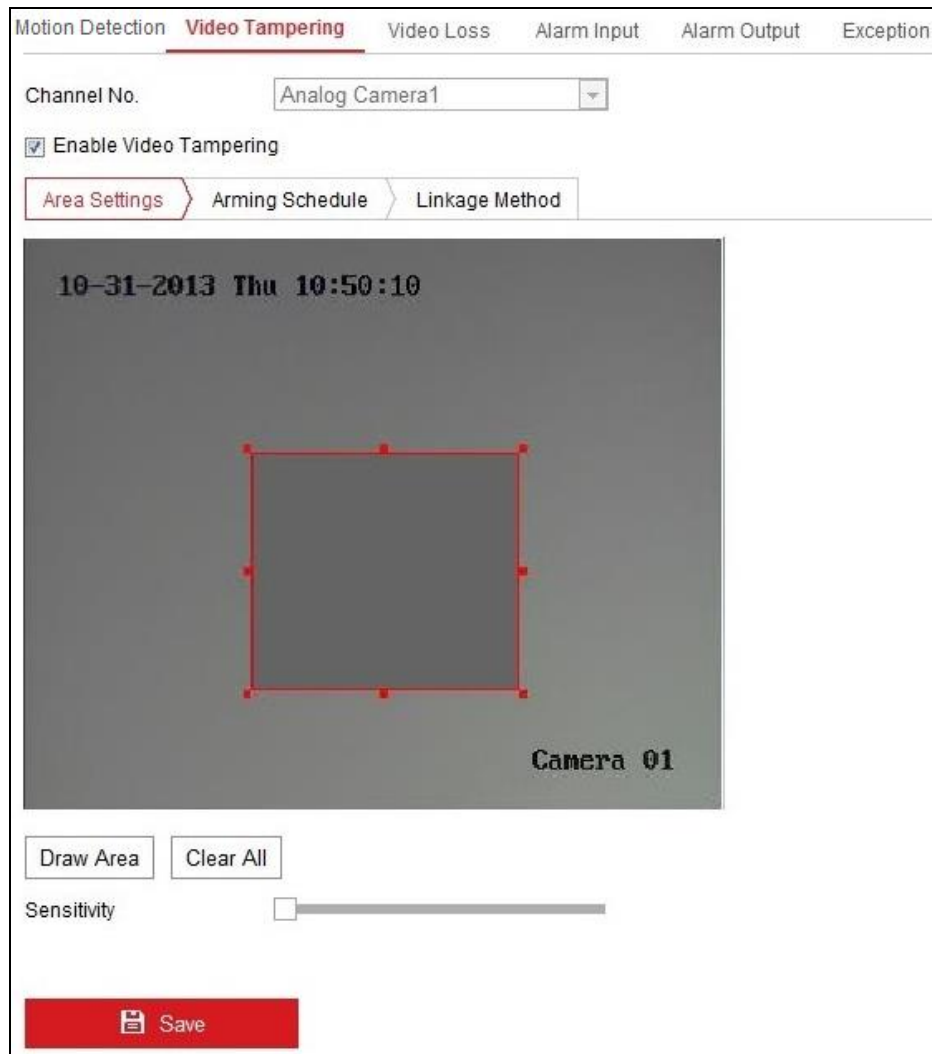 Motion Detection Video Tampering Video Loss Alarm Input Alarm Output Exception
Channel No. Analog Camera1
Enable Video Tampering
Area Settings Arming Schedule Linkage Method
10-31-2013 Thu 10:50:10
Camera 01
Draw Area Clear All
Sensitivity
Save